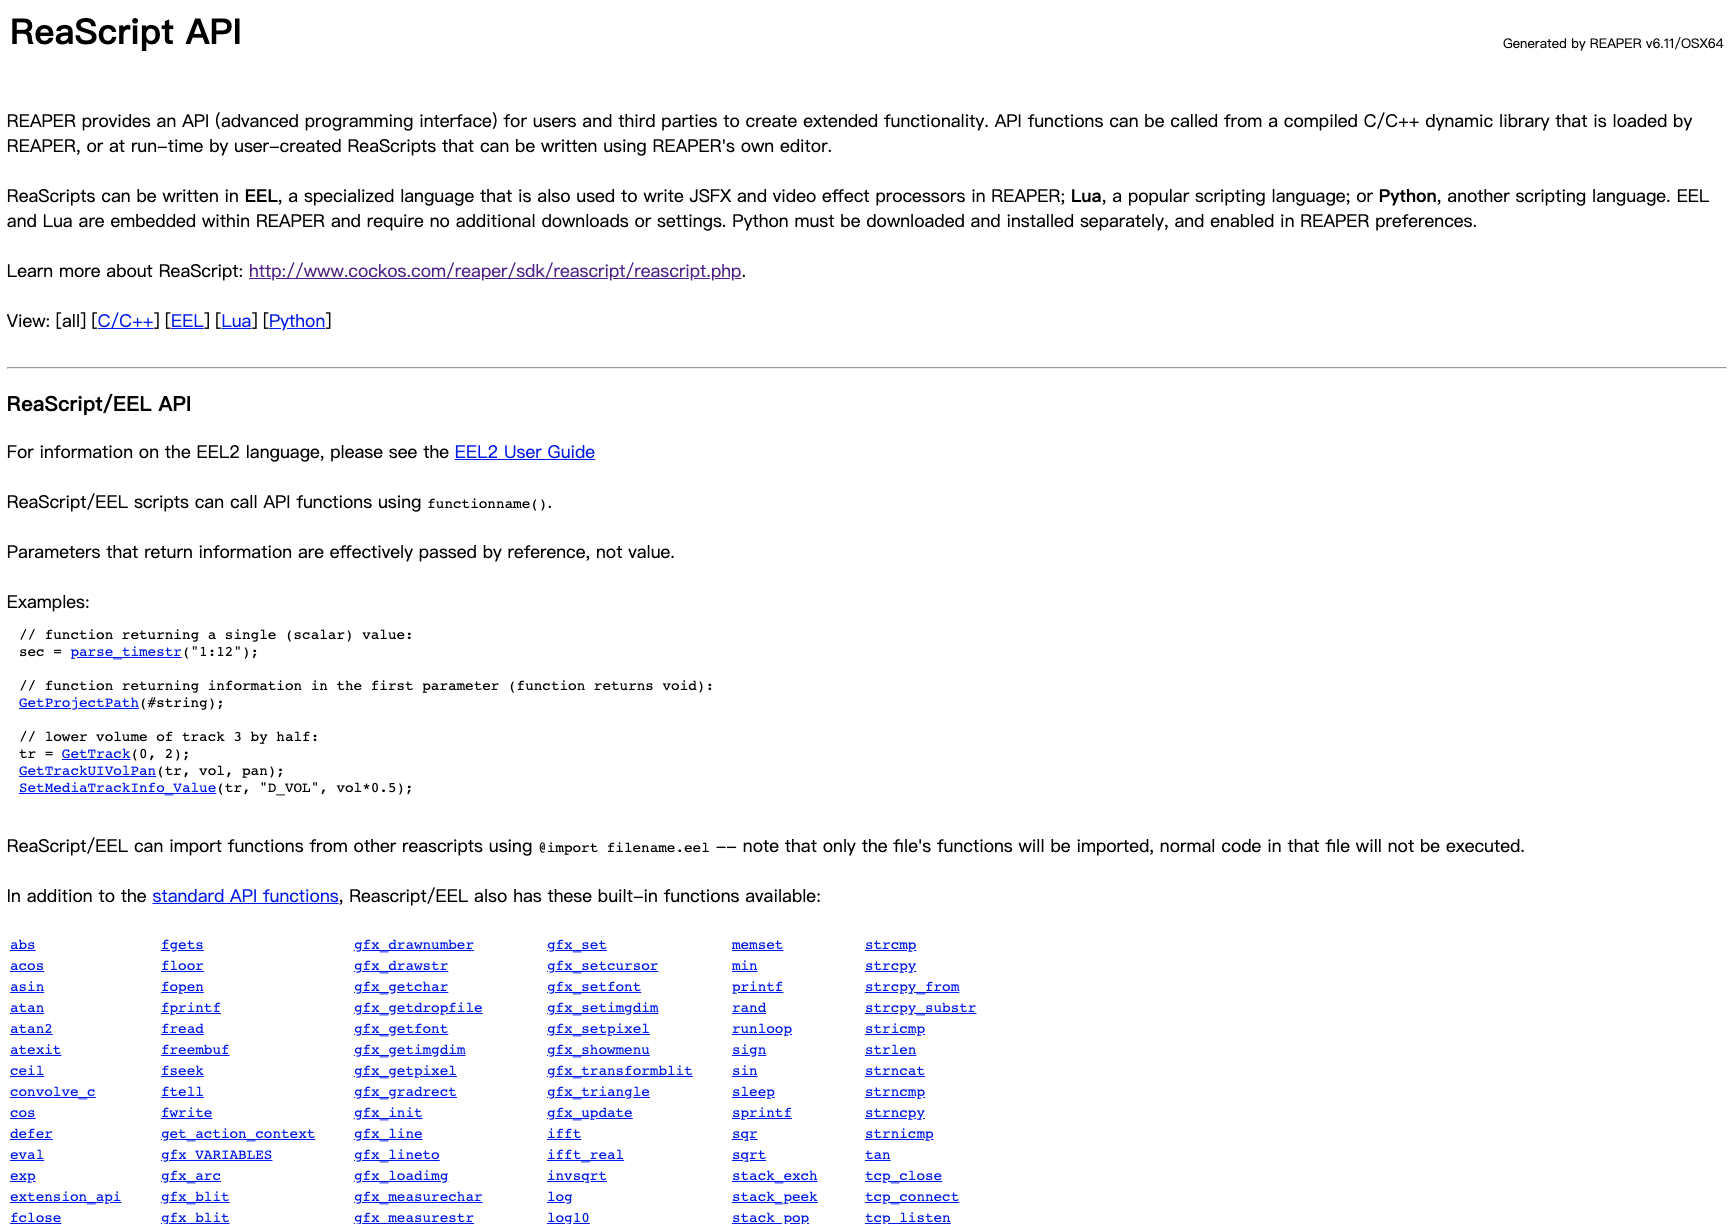 ReaScript API
Generated by REAPER v6.11/OSX64
REAPER provides an API (advanced programming interface) for users and third parties to create extended functionality. API functions can be called from a compiled C/C++ dynamic library that is loaded by
REAPER, or at run-time by user-created ReaScripts that can be written using REAPER's own editor.
ReaScripts can be written in EEL, a specialized language that is also used to write JSFX and video effect processors in REAPER; Lua, a popular scripting language; or Python, another scripting language. EEL
and Lua are embedded within REAPER and require no additional downloads or settings. Python must be downloaded and installed separately, and enabled in REAPER preferences.
Learn more about ReaScript: http://www.cockos.com/reaper/sdk/reascript/reascript.php.
View: [all] [C/C++] [EEL] [Lua] [Python]
ReaScript/EEL API
For information on the EEL2 language, please see the EEL2 User Guide
ReaScript/EEL scripts can call API functions using functionname().
Parameters that return information are effectively passed by reference, not value.
Examples:
// function returning a single (scalar) value:
sec = parse_timestr("1:12");
// function returning information in the first parameter (function returns void):
GetProjectPath(#string);
// lower volume of track 3 by half:
tr = GetTrack(0, 2);
GetTrackUIVolPan(tr, vol, pan);
SetMediaTrackInfo_Value(tr, "D_VOL", vol*0.5);
ReaScript/EEL can import functions from other reascripts using @import filename.eel -- note that only the file's functions will be imported, normal code in that file will not be executed.
In addition to the standard API functions, Reascript/EEL also has these built-in functions available:
abs fgets gfx_drawnumber gfx_set memset strcmp
acos floor gfx_drawstr gfx_setcursor min strcpy
asin fopen gfx_getchar gfx_setfont printf strcpy_from
atan fprintf gfx_getdropfile gfx_setimgdim rand strcpy_substr
atan2 fread gfx_getfont gfx_setpixel runloop stricmp
atexit freembuf gfx_getimgdim gfx_showmenu sign strlen
ceil fseek gfx_getpixel gfx_transformblit sin strncat
convolve_c ftell gfx_gradrect gfx_triangle sleep strncmp
cos fwrite gfx_init gfx_update sprintf strncpy
defer get_action_context gfx_line ifft sqr strnicmp
eval gfx VARIABLES gfx_lineto ifft_real sqrt tan
exp gfx_arc gfx_loadimg invsqrt stack_exch tcp_close
extension_api gfx_blit gfx_measurechar log stack_peek tcp_connect
fclose gfx_blit gfx_measurestr log10 stack_pop tcp_listen